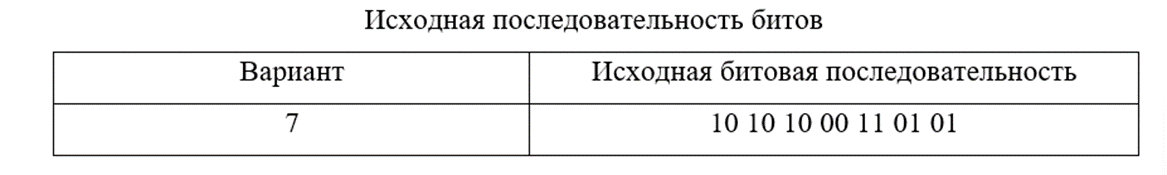 Исходная последовательность битов
Вариант Исходная битовая последовательность
7 10 10 10 00 11 01 01